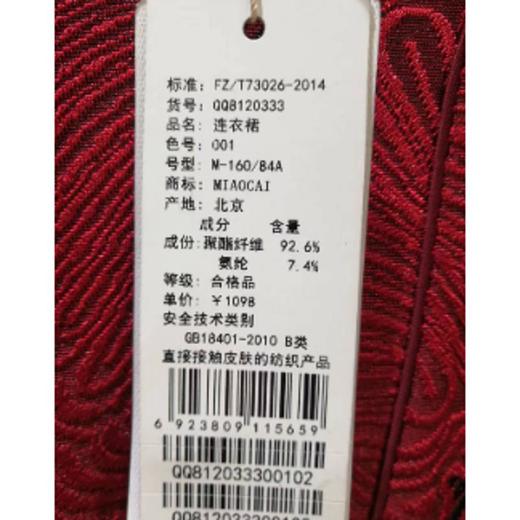 标准: FZ/T73026-2014
货号: QQ8120333
品名: 连衣裙
色号: 001
号型: M-160/84A
商标: MIAOCAI
产地: 北京
成分 含量
成份: 聚酯纤维 92.6%
氨纶 7.4%
等级: 合格品
单价: ¥1098
安全技术类别
GB18401-2010 B类
直接接触皮肤的纺织产品
6 923809 115659
QQ812033300102